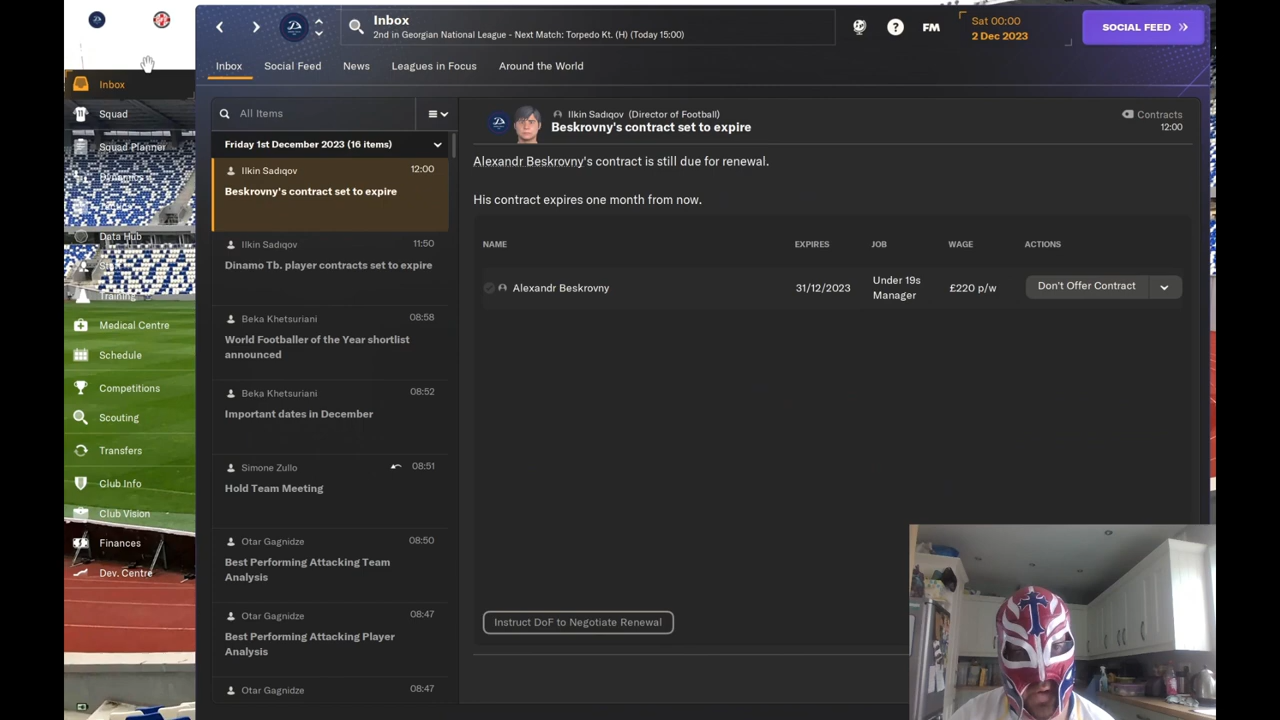 Inbox
2nd in Georgian National League - Next Match: Torpedo Kt. (H) (Today 15:00)
FM
Sat 00:00
2 Dec 2023
SOCIAL FEED
Inbox
Social Feed
News
Leagues in Focus
Around the World
Inbox
Squad
Squad Planner
Data Hub
Training
Medical Centre
Schedule
Competitions
Scouting
Transfers
Club Info
Club Vision
Finances
Dev. Centre
All Items
Friday 1st December 2023 (16 items)
Ilkin Sadıqov 12:00
Beskrovny's contract set to expire
Ilkin Sadıqov 11:50
Dinamo Tb. player contracts set to expire
Beka Khetsuriani 08:58
World Footballer of the Year shortlist
announced
Beka Khetsuriani 08:52
Important dates in December
Simone Zullo 08:51
Hold Team Meeting
Otar Gagnidze 08:50
Best Performing Attacking Team
Analysis
Otar Gagnidze 08:47
Best Performing Attacking Player
Analysis
Otar Gagnidze 08:47
Ilkin Sadıqov (Director of Football)
Beskrovny's contract set to expire
Contracts
12:00
Alexandr Beskrovny's contract is still due for renewal.
His contract expires one month from now.
NAME EXPIRES JOB WAGE ACTIONS
Alexandr Beskrovny 31/12/2023 Under 19s Manager £220 p/w Don't Offer Contract
Instruct DoF to Negotiate Renewal